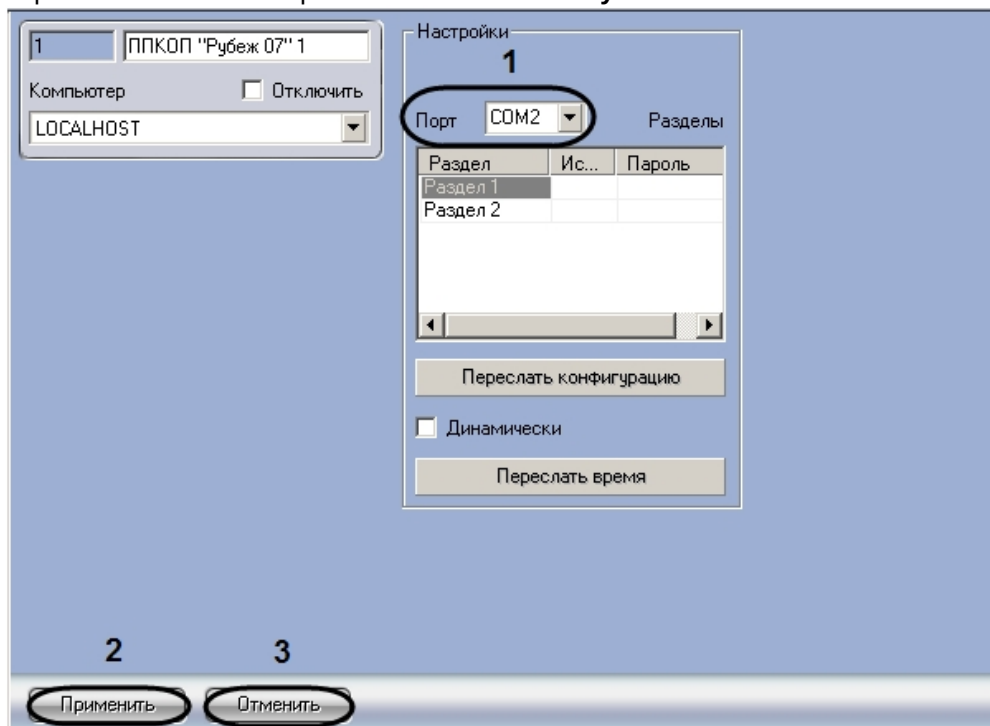 1 ППКОП "Рубеж 07" 1
Компьютер Отключить
LOCALHOST
Настройки
1
Порт COM2 Разделы
Раздел Ис... Пароль
Раздел 1
Раздел 2
Переслать конфигурацию
Динамически
Переслать время
2 3
Применить Отменить